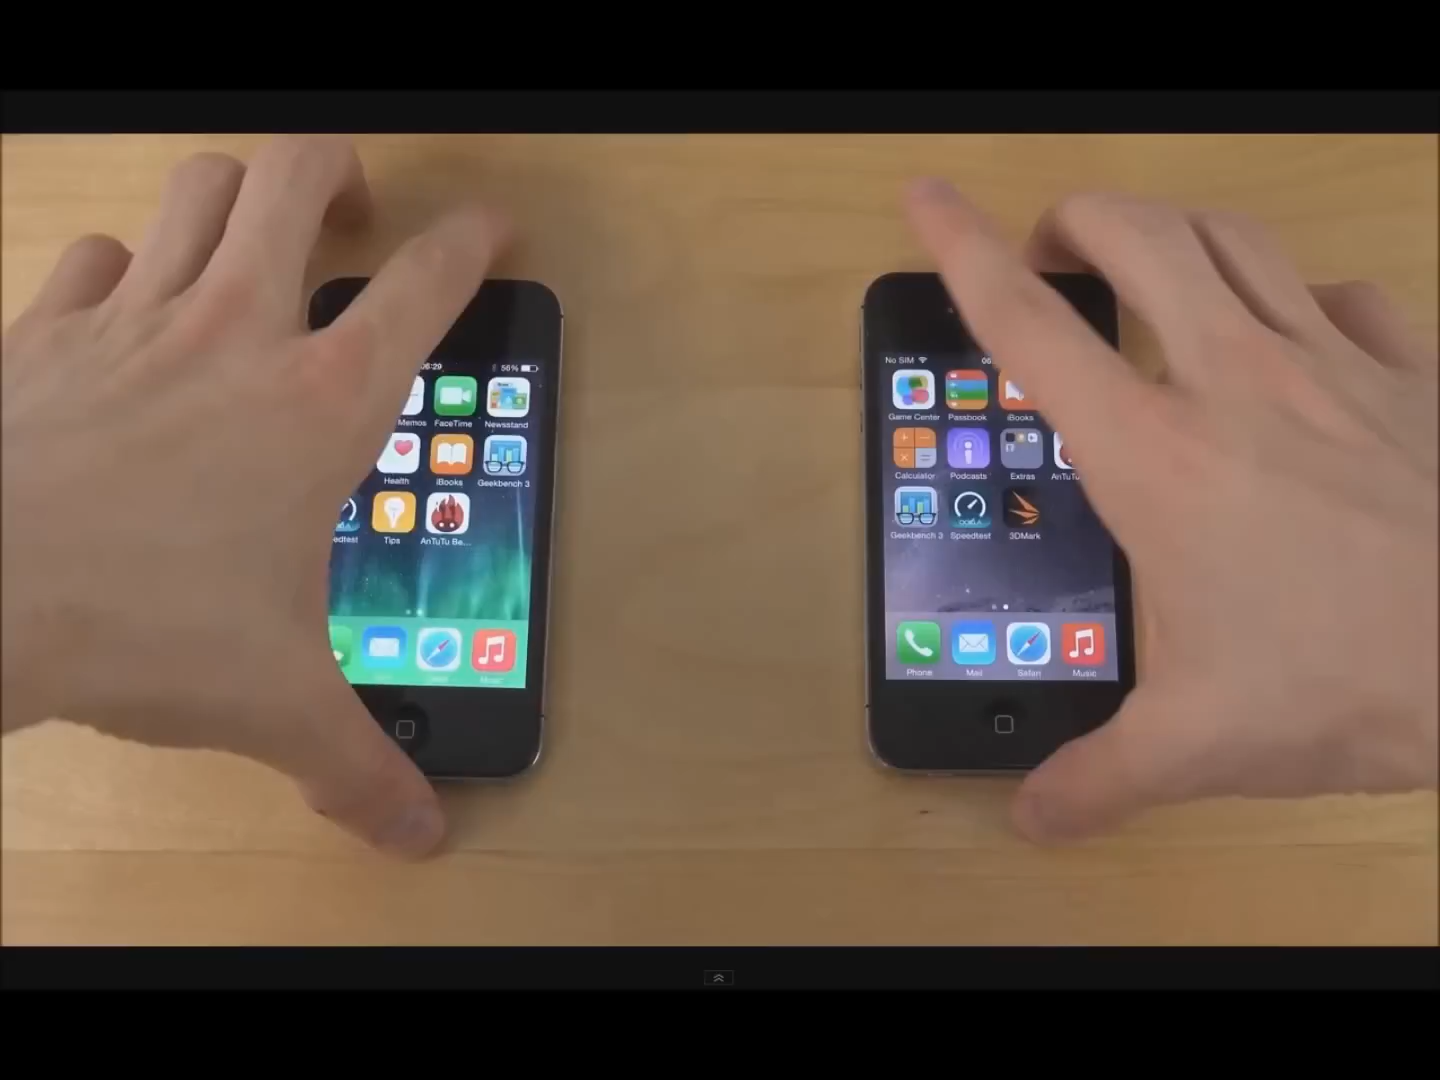 06:29 56%
Memos FaceTime Newsstand
Health iBooks Geekbench 3
Tips AnTuTu Be...
No SIM
Game Center Passbook iBooks
Calculator Podcasts Extras
Geekbench 3 Speedtest 3DMark
Phone Mail Safari Music